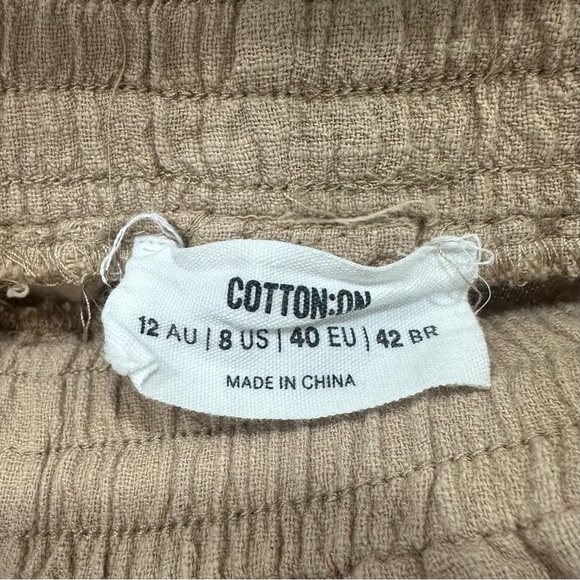 COTTON:ON
12 AU | 8 US | 40 EU | 42 BR
MADE IN CHINA